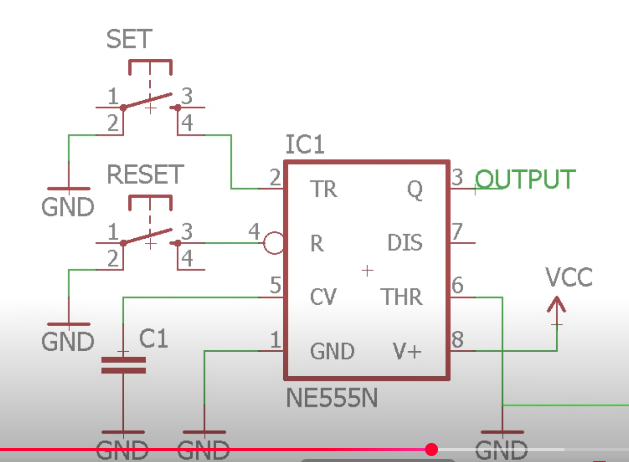 SET
1 3
2 4
GND
IC1
2 TR Q 3 OUTPUT
RESET
1 3
2 4
GND
4 R DIS 7
5 CV THR 6
VCC
C1
1 GND V+ 8
NE555N
GND GND GND